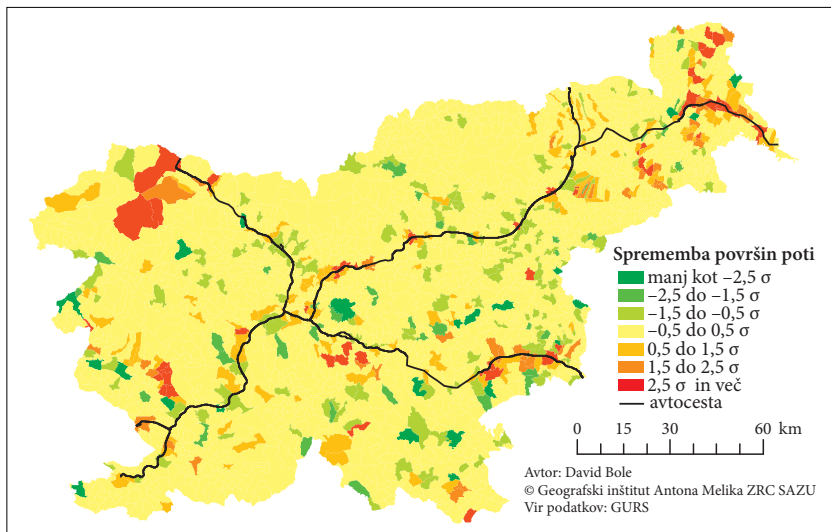 Sprememba površin poti
manj kot –2,5 σ
–2,5 do –1,5 σ
–1,5 do –0,5 σ
–0,5 do 0,5 σ
0,5 do 1,5 σ
1,5 do 2,5 σ
2,5 σ in več
avtocesta
0 15 30 60 km
Avtor: David Bole
© Geografski inštitut Antona Melika ZRC SAZU
Vir podatkov: GURS